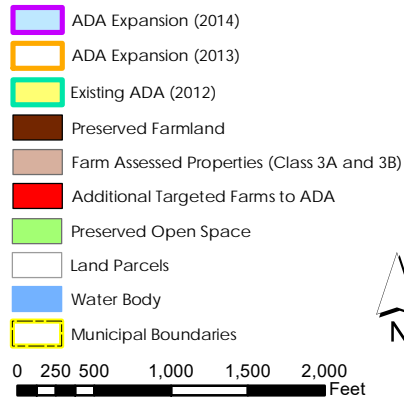 ADA Expansion (2014)
ADA Expansion (2013)
Existing ADA (2012)
Preserved Farmland
Farm Assessed Properties (Class 3A and 3B)
Additional Targeted Farms to ADA
Preserved Open Space
Land Parcels
Water Body
Municipal Boundaries
N
0 250 500 1,000 1,500 2,000
Feet